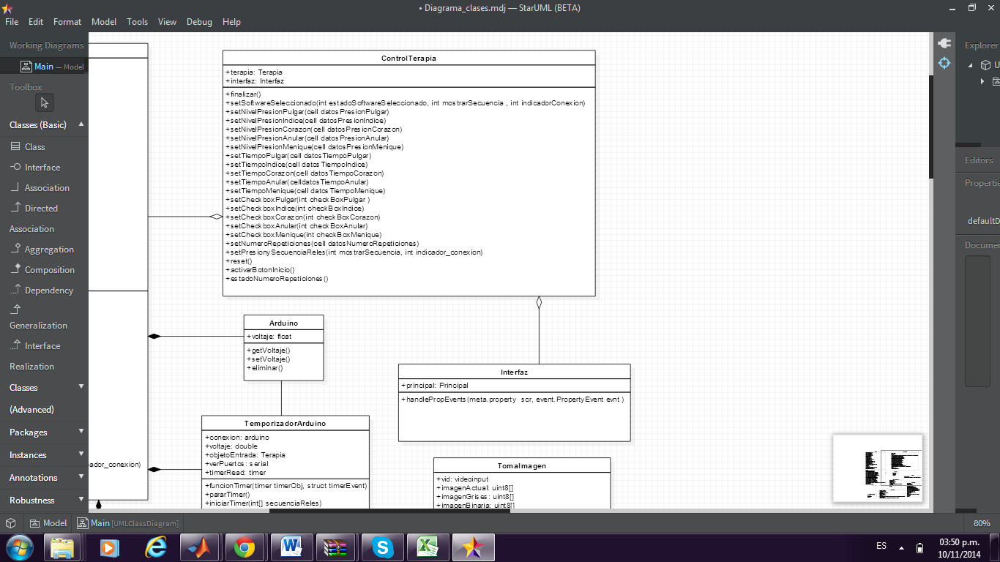 • Diagrama_clases.mdj — StarUML (BETA)
File Edit Format Model Tools View Debug Help
Working Diagrams
Main — Model
Toolbox
Classes (Basic)
Class
Interface
Association
Directed
Association
Aggregation
Composition
Dependency
Generalization
Interface
Realization
Classes
(Advanced)
Packages
Instances
Annotations
Robustness
ador_conexion)
ControlTerapia
+terapia: Terapia
+interfaz: Interfaz
+finalizar()
+setSoftwareSeleccionado(int estadoSoftwareSeleccionado, int mostrarSecuencia , int indicadorConexion)
+setNivelPresionPulgar(cell datosPresionPulgar)
+setNivelPresionIndice(cell datosPresionIndice)
+setNivelPresionCorazon(cell datosPresionCorazon)
+setNivelPresionAnular(cell datosPresionAnular)
+setNivelPresionMenique(cell datosPresionMenique)
+setTiempoPulgar(cell datosTiempoPulgar)
+setTiempoIndice(cell datosTiempoIndice)
+setTiempoCorazon(cell datosTiempoCorazon)
+setTiempoAnular(celldatosTiempoAnular)
+setTiempoMenique(cell datosTiempoMenique)
+setCheckboxPulgar(int checkBoxPulgar )
+setCheckboxIndice(int checkBoxIndice)
+setCheckboxCorazon(int checkBoxCorazon)
+setCheckboxAnular(int checkBoxAnular)
+setCheckboxMenique(int checkBoxMenique)
+setNumeroRepeticiones(cell datosNumeroRepeticiones)
+setPresionySecuenciaReles(int mostrarSecuencia, int indicador_conexion)
+reset()
+activarBotonInicio()
+estadoNumeroRepeticiones()
Arduino
+voltaje: float
+getVoltaje()
+setVoltaje()
+eliminar()
Interfaz
+principal: Principal
+handlePropEvents(meta.property scr, event.PropertyEvent evnt )
TemporizadorArduino
+conexion: arduino
+voltaje: double
+objetoEntrada: Terapia
+verPuertos: serial
+timerRead: timer
+funcionTimer(timer timerObj, struct timerEvent)
+pararTimer()
+iniciarTimer(int[] secuenciaReles)
TomaImagen
+vid: videoinput
+imagenActual: uint8[]
+imagenGrises: uint8[]
+imagenBinaria: uint8[]
Explorer
U
Editors
Propertie
defaultD
Documen
Model
Main [UMLClassDiagram]
80%
ES
03:50 p.m.
10/11/2014